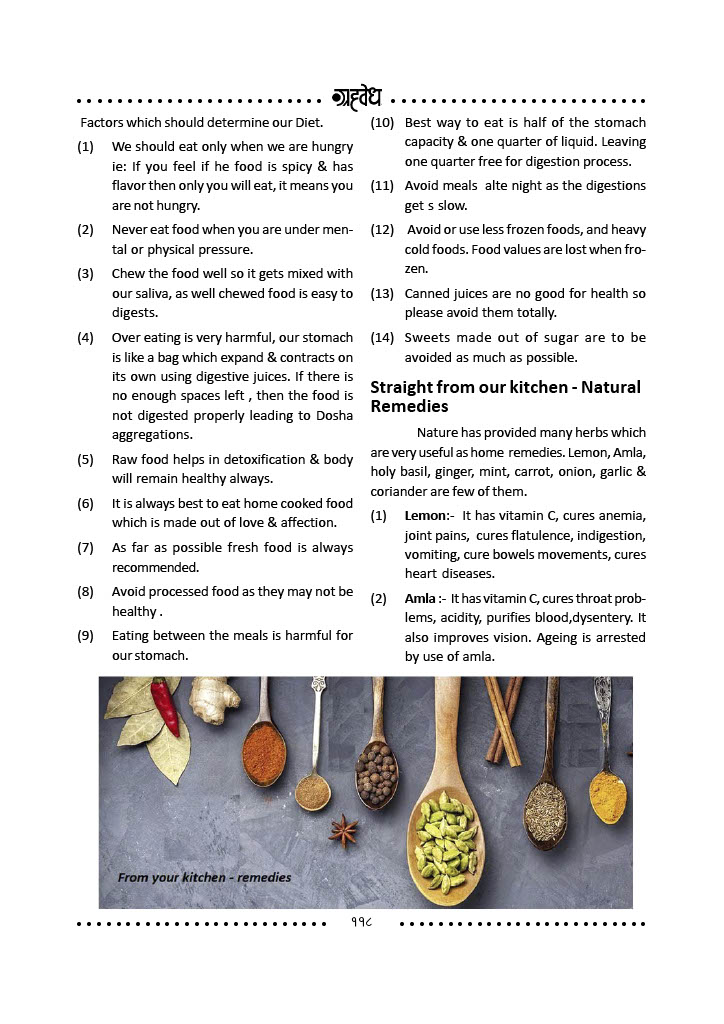 ग्रहवेध
Factors which should determine our Diet.
(1) We should eat only when we are hungry
ie: If you feel if he food is spicy & has
flavor then only you will eat, it means you
are not hungry.
(2) Never eat food when you are under men-
tal or physical pressure.
(3) Chew the food well so it gets mixed with
our saliva, as well chewed food is easy to
digests.
(4) Over eating is very harmful, our stomach
is like a bag which expand & contracts on
its own using digestive juices. If there is
no enough spaces left , then the food is
not digested properly leading to Dosha
aggregations.
(5) Raw food helps in detoxification & body
will remain healthy always.
(6) It is always best to eat home cooked food
which is made out of love & affection.
(7) As far as possible fresh food is always
recommended.
(8) Avoid processed food as they may not be
healthy .
(9) Eating between the meals is harmful for
our stomach.
(10) Best way to eat is half of the stomach
capacity & one quarter of liquid. Leaving
one quarter free for digestion process.
(11) Avoid meals alte night as the digestions
get s slow.
(12) Avoid or use less frozen foods, and heavy
cold foods. Food values are lost when fro-
zen.
(13) Canned juices are no good for health so
please avoid them totally.
(14) Sweets made out of sugar are to be
avoided as much as possible.
Straight from our kitchen - Natural
Remedies
Nature has provided many herbs which
are very useful as home remedies. Lemon, Amla,
holy basil, ginger, mint, carrot, onion, garlic &
coriander are few of them.
(1) Lemon:- It has vitamin C, cures anemia,
joint pains, cures flatulence, indigestion,
vomiting, cure bowels movements, cures
heart diseases.
(2) Amla :- It has vitamin C, cures throat prob-
lems, acidity, purifies blood,dysentery. It
also improves vision. Ageing is arrested
by use of amla.
From your kitchen - remedies
११८